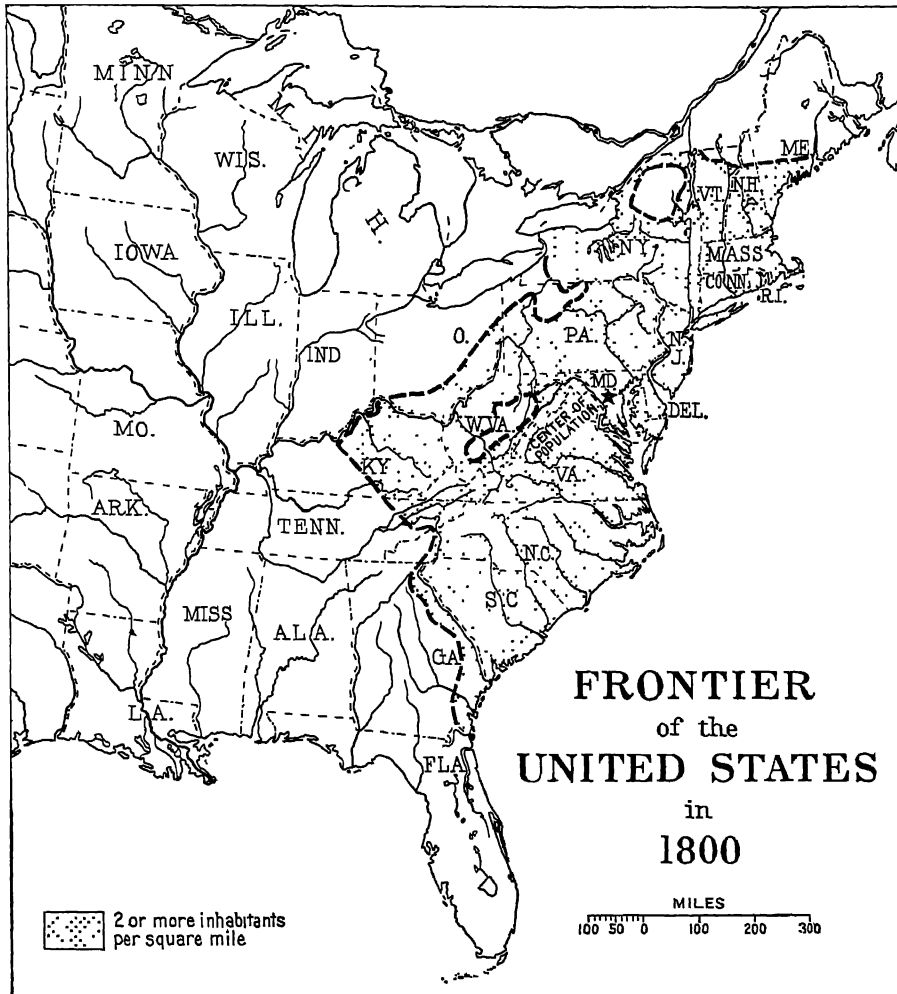 MINN
WIS.
MICH.
ME.
VT.
N.H.
N.Y.
MASS
CONN.
R.I.
IOWA
ILL.
IND
O.
PA.
N.
J.
MD
DEL.
W.VA
CENTER OF
POPULATION
MO.
KY.
VA.
ARK.
TENN.
N.C.
S.C
MISS
ALA.
GA
LA.
FLA
FRONTIER
of the
UNITED STATES
in
1800
2 or more inhabitants
per square mile
MILES
100 50 0 100 200 300